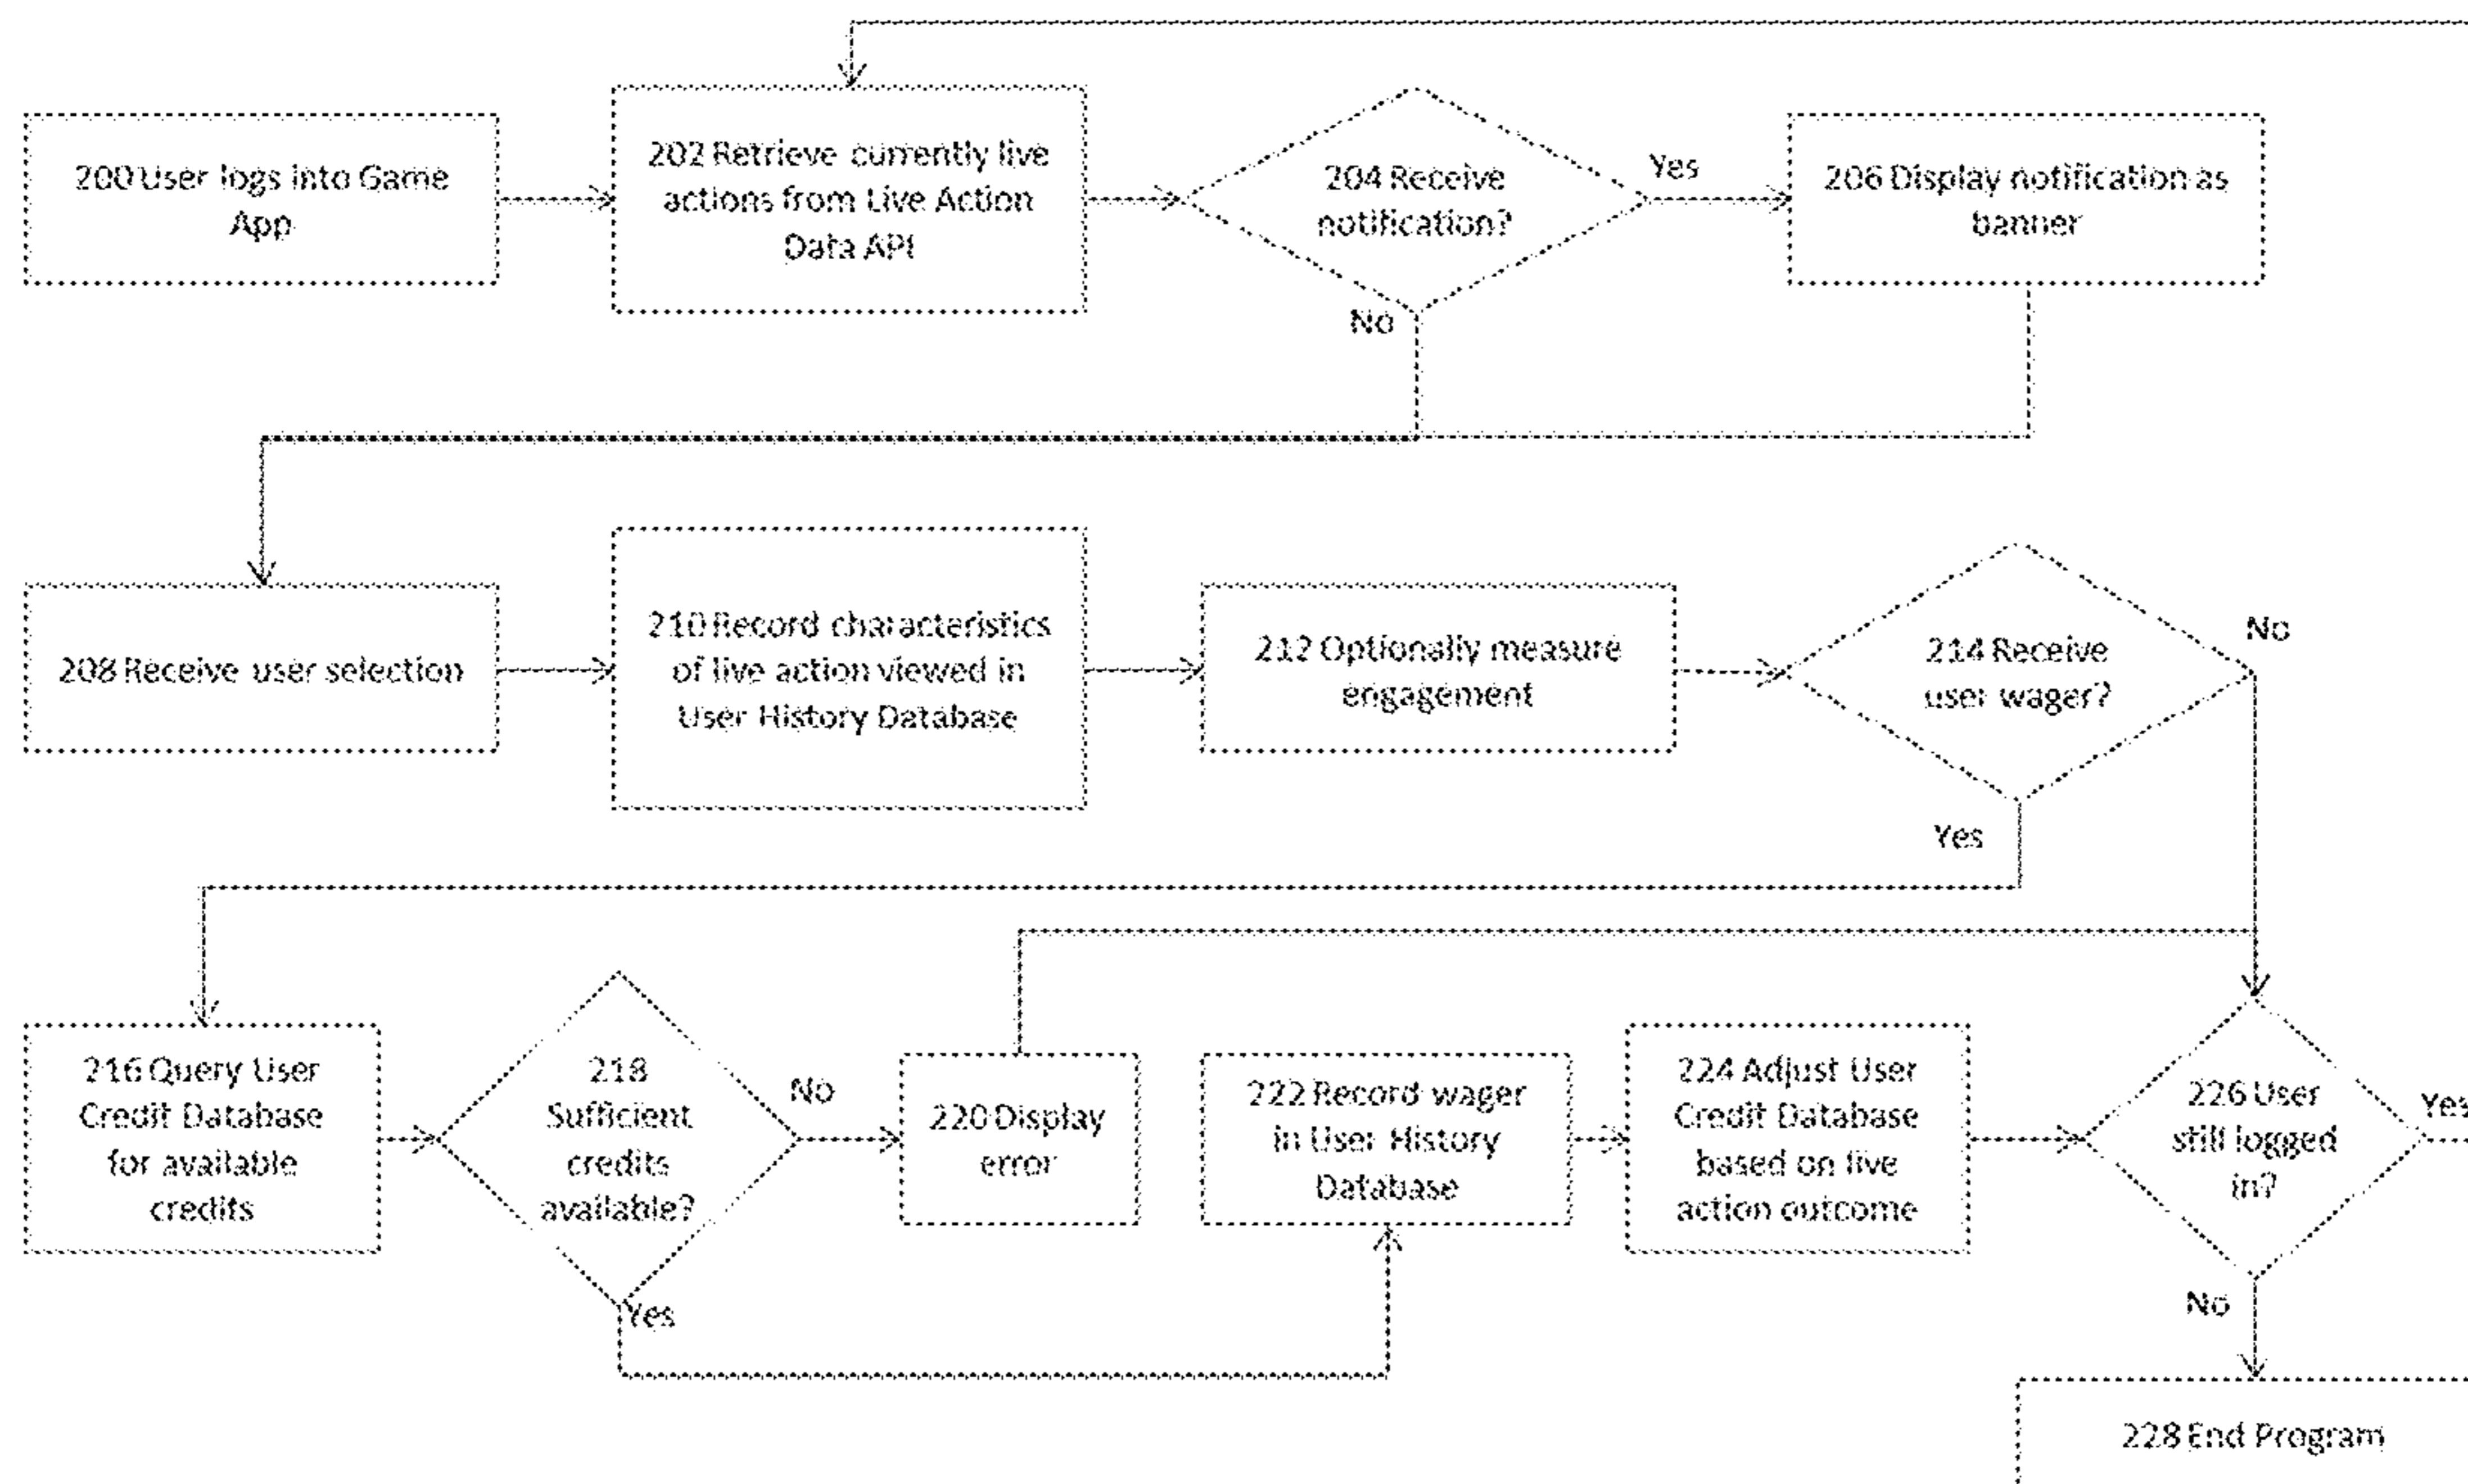 200 User logs into Game
App
202 Retrieve currently live
actions from Live Action
Data API
204 Receive
notification?
Yes
206 Display notification as
banner
No
208 Receive user selection
210 Record characteristics
of live action viewed in
User History Database
212 Optionally measure
engagement
214 Receive
user wager?
No
Yes
216 Query User
Credit Database
for available
credits
218
Sufficient
credits
available?
No
Yes
220 Display
error
222 Record wager
in User History
Database
224 Adjust User
Credit Database
based on live
action outcome
226 User
still logged
in?
Yes
No
228 End Program